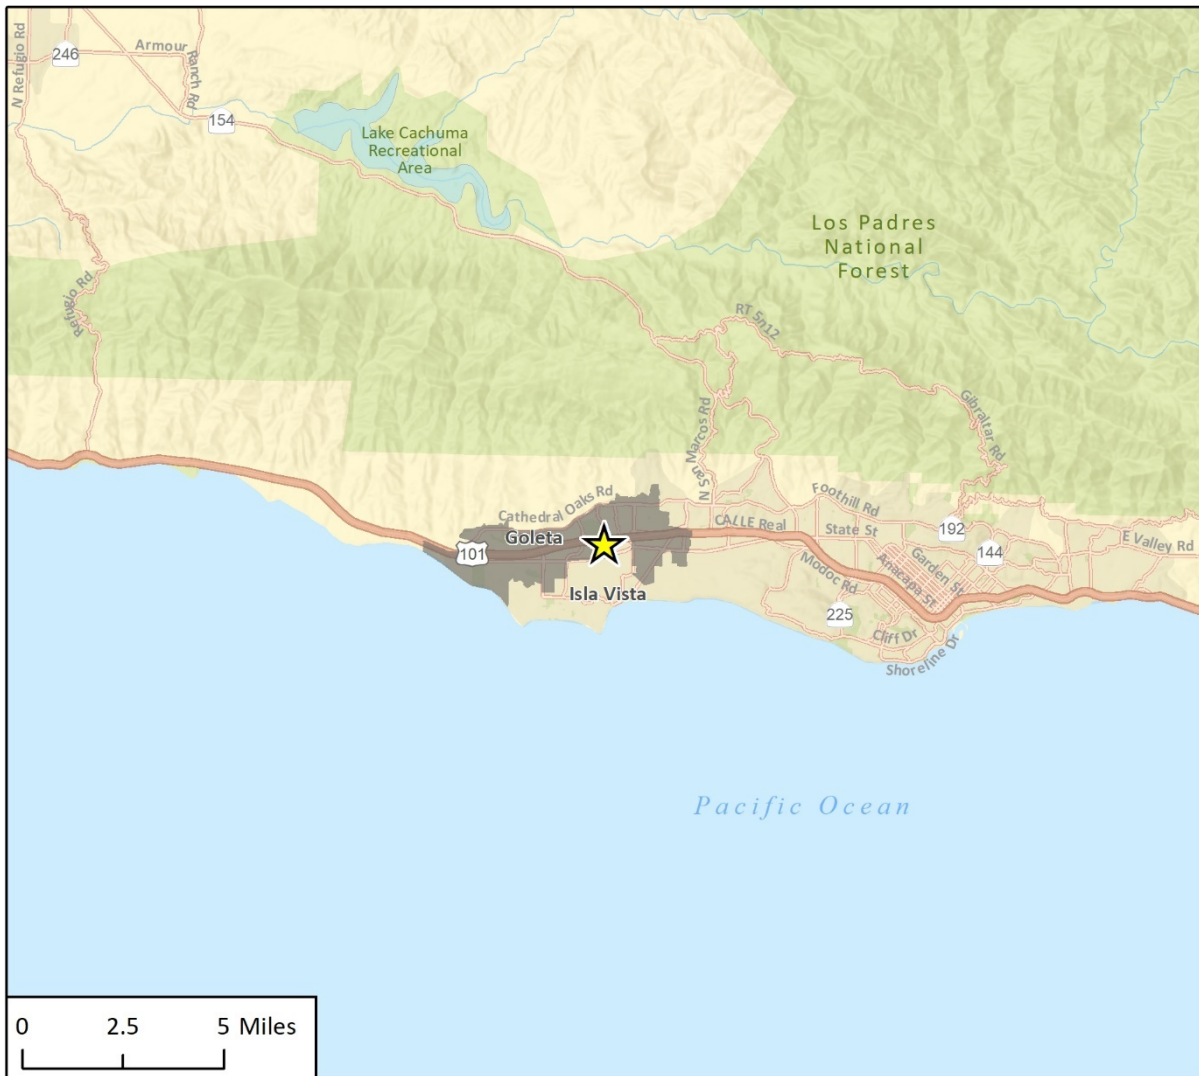 N Refugio Rd
246
Armour
Ranch Rd
154
Lake Cachuma
Recreational
Area
Los Padres
National
Forest
Refugio Rd
RT 5n12
Gibraltar Rd
N San Marcos Rd
Cathedral Oaks Rd
Foothill Rd
CALLE Real
State St
192
Goleta
101
144
E Valley Rd
Garden St
Anacapa St
Modoc Rd
Isla Vista
225
Cliff Dr
Shoreline Dr
Pacific Ocean
0 2.5 5 Miles